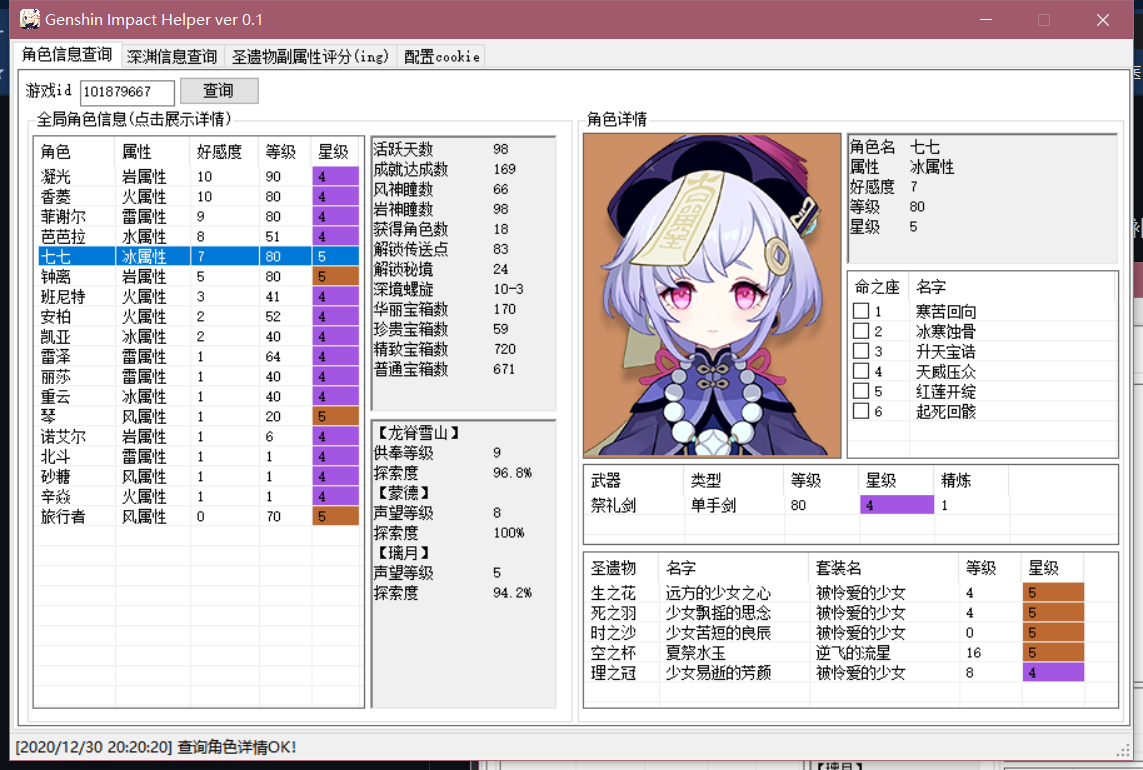 Genshin Impact Helper ver 0.1
角色信息查询 深渊信息查询 圣遗物副属性评分(ing) 配置cookie
游戏id 101879667 查询
全局角色信息(点击展示详情)
角色 属性 好感度 等级 星级
凝光 岩属性 10 90 4
香菱 火属性 10 80 4
菲谢尔 雷属性 9 80 4
芭芭拉 水属性 8 51 4
七七 冰属性 7 80 5
钟离 岩属性 5 80 5
班尼特 火属性 3 41 4
安柏 火属性 2 52 4
凯亚 冰属性 2 40 4
雷泽 雷属性 1 64 4
丽莎 雷属性 1 40 4
重云 冰属性 1 40 4
琴 风属性 1 20 5
诺艾尔 岩属性 1 6 4
北斗 雷属性 1 1 4
砂糖 风属性 1 1 4
辛焱 火属性 1 1 4
旅行者 风属性 0 70 5
活跃天数 98
成就达成数 169
风神瞳数 66
岩神瞳数 98
获得角色数 18
解锁传送点 83
解锁秘境 24
深境螺旋 10-3
华丽宝箱数 170
珍贵宝箱数 59
精致宝箱数 720
普通宝箱数 671
【龙脊雪山】
供奉等级 9
探索度 96.8%
【蒙德】
声望等级 8
探索度 100%
【璃月】
声望等级 5
探索度 94.2%
角色详情
角色名 七七
属性 冰属性
好感度 7
等级 80
星级 5
命之座 名字
1 寒苦回向
2 冰寒蚀骨
3 升天宝诰
4 天威压众
5 红莲开绽
6 起死回骸
武器 类型 等级 星级 精炼
祭礼剑 单手剑 80 4 1
圣遗物 名字 套装名 等级 星级
生之花 远方的少女之心 被怜爱的少女 4 5
死之羽 少女飘摇的思念 被怜爱的少女 4 5
时之沙 少女苦短的良辰 被怜爱的少女 0 5
空之杯 夏祭水玉 逆飞的流星 16 5
理之冠 少女易逝的芳颜 被怜爱的少女 8 4
[2020/12/30 20:20:20] 查询角色详情OK!